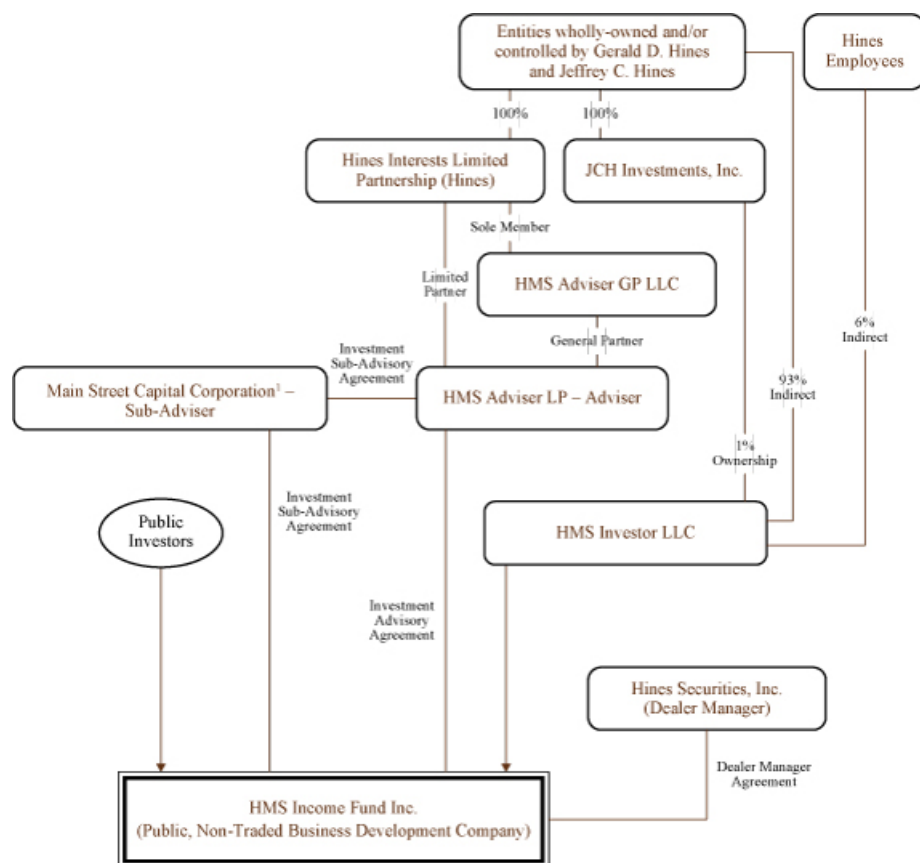 Entities wholly-owned and/or
controlled by Gerald D. Hines
and Jeffrey C. Hines
Hines
Employees
100%
100%
Hines Interests Limited
Partnership (Hines)
JCH Investments, Inc.
Sole Member
Limited
Partner
HMS Adviser GP LLC
General Partner
6%
Indirect
Investment
Sub-Advisory
Agreement
93%
Indirect
Main Street Capital Corporation¹ –
Sub-Adviser
HMS Adviser LP – Adviser
1%
Ownership
Investment
Sub-Advisory
Agreement
Public
Investors
HMS Investor LLC
Investment
Advisory
Agreement
Hines Securities, Inc.
(Dealer Manager)
Dealer Manager
Agreement
HMS Income Fund Inc.
(Public, Non-Traded Business Development Company)